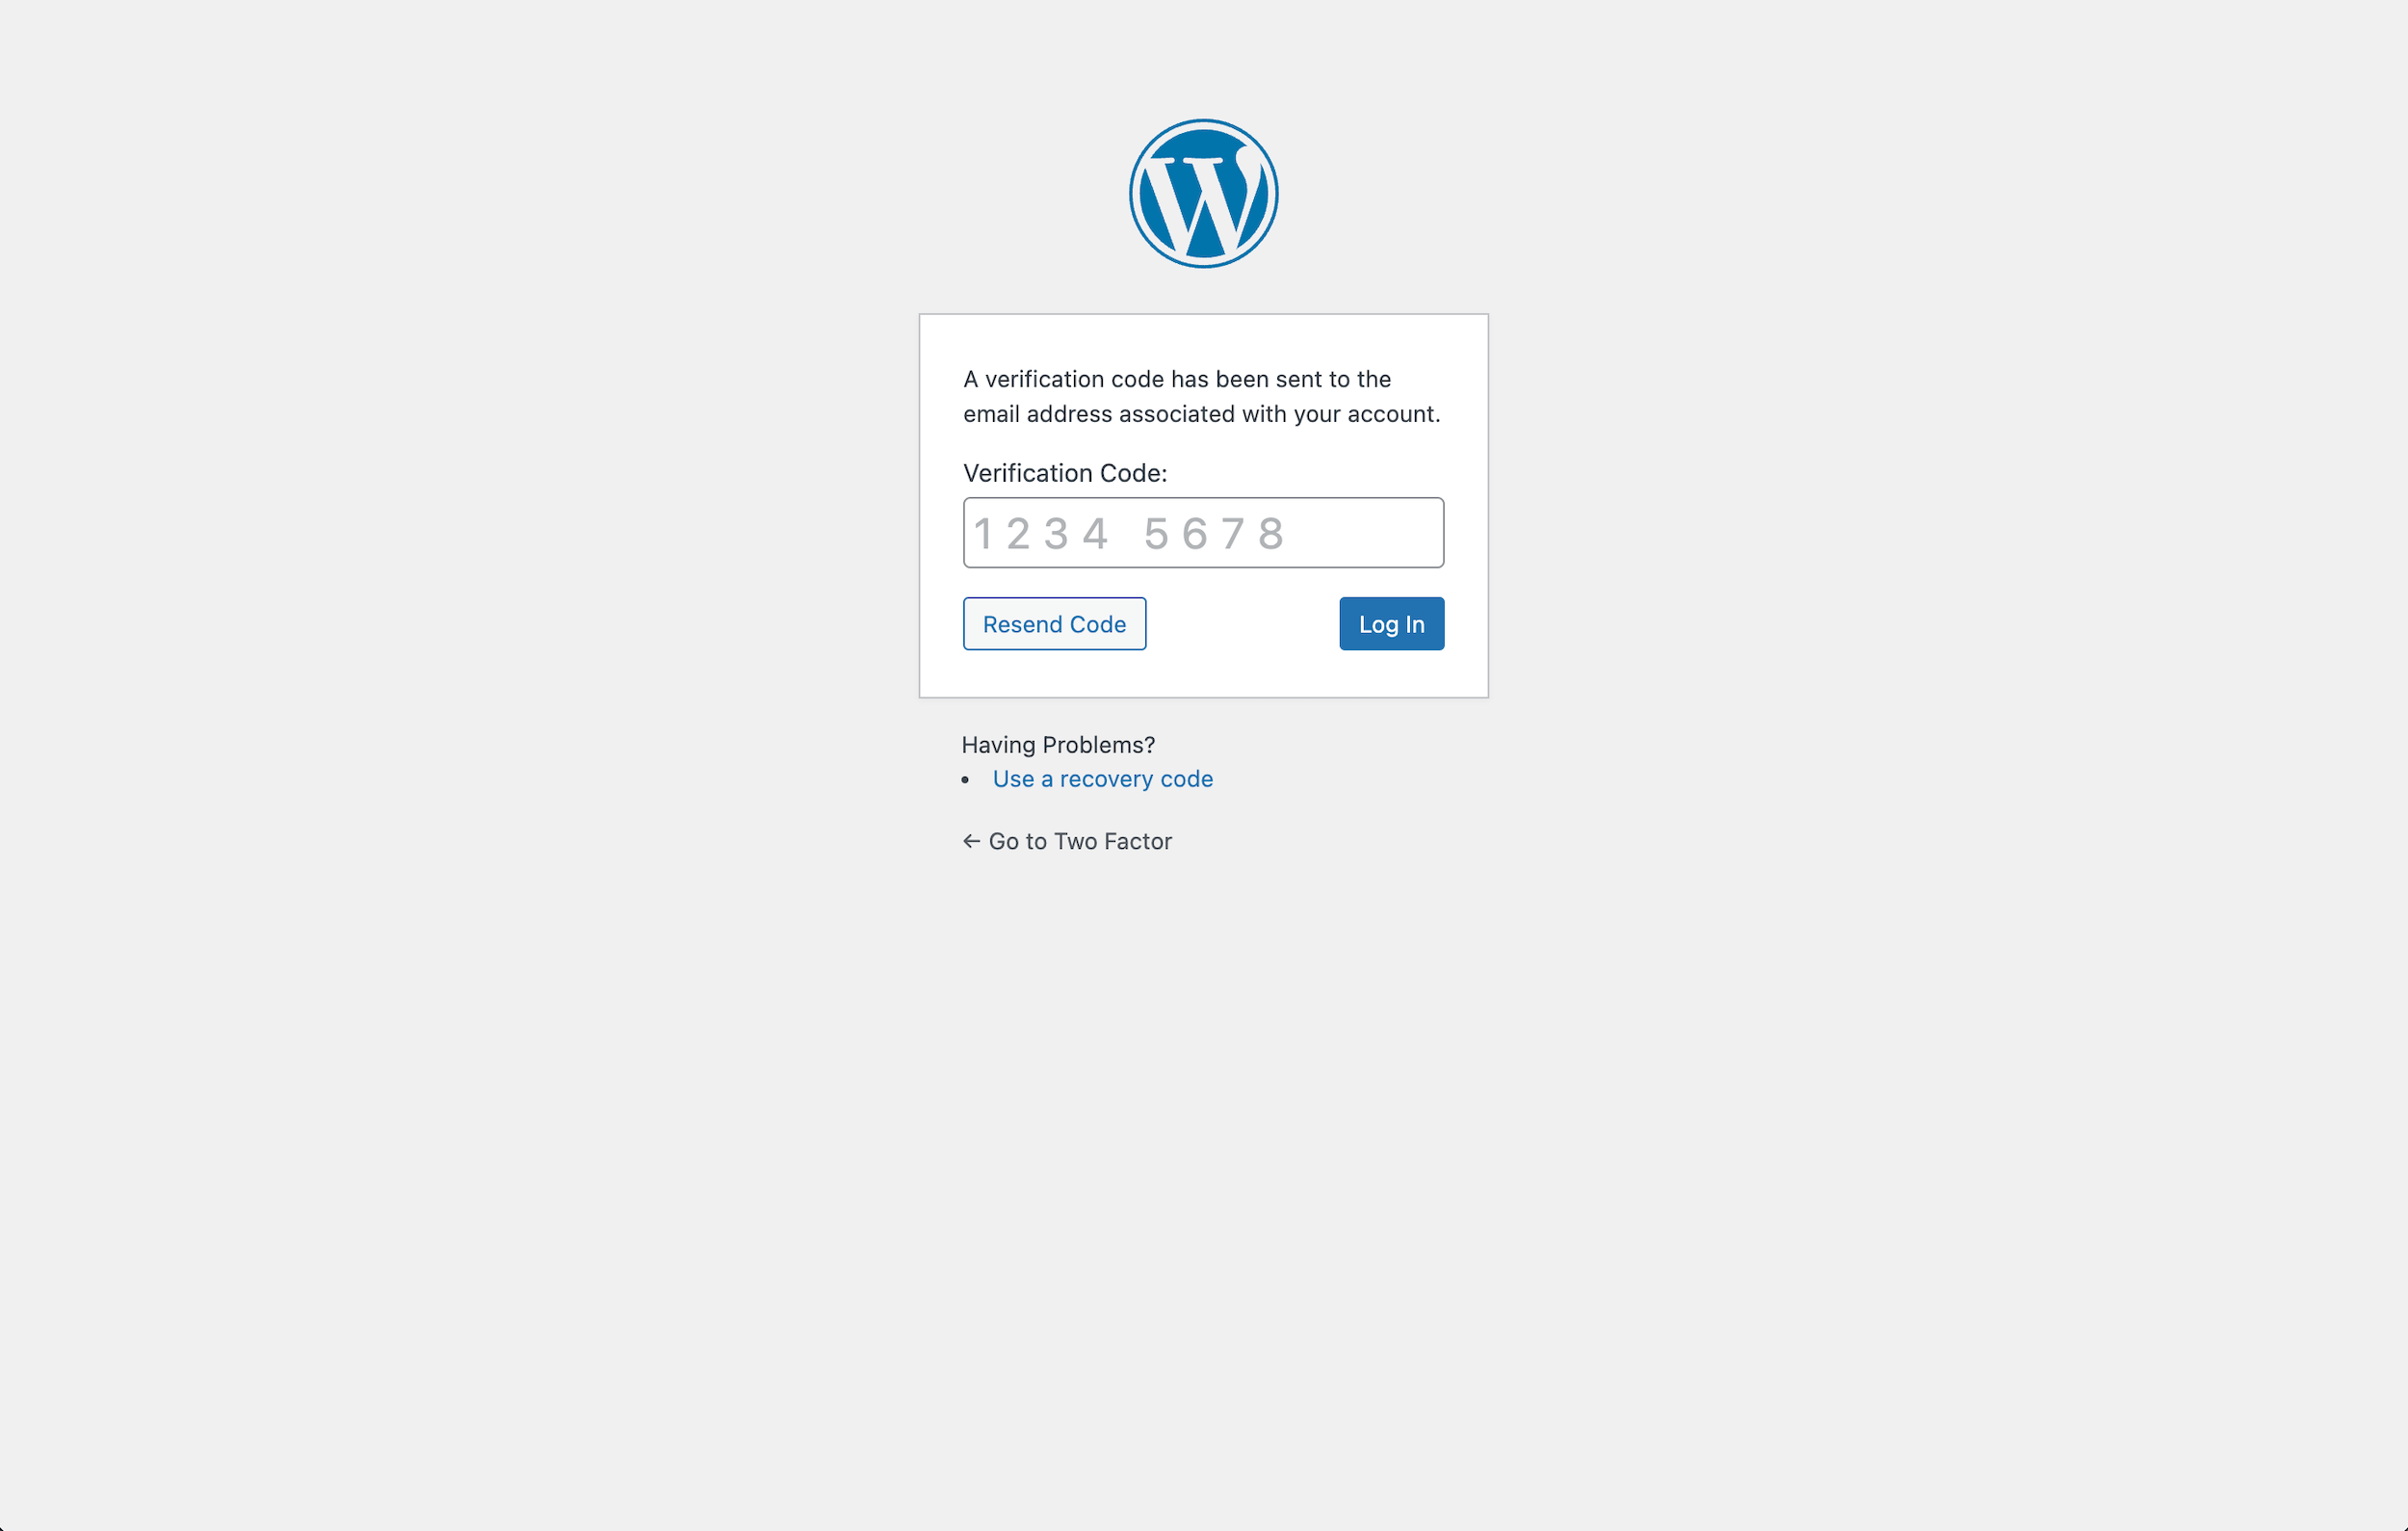 A verification code has been sent to the
email address associated with your account.
Verification Code:
1234 5678
Resend Code
Log In
Having Problems?
• Use a recovery code
← Go to Two Factor